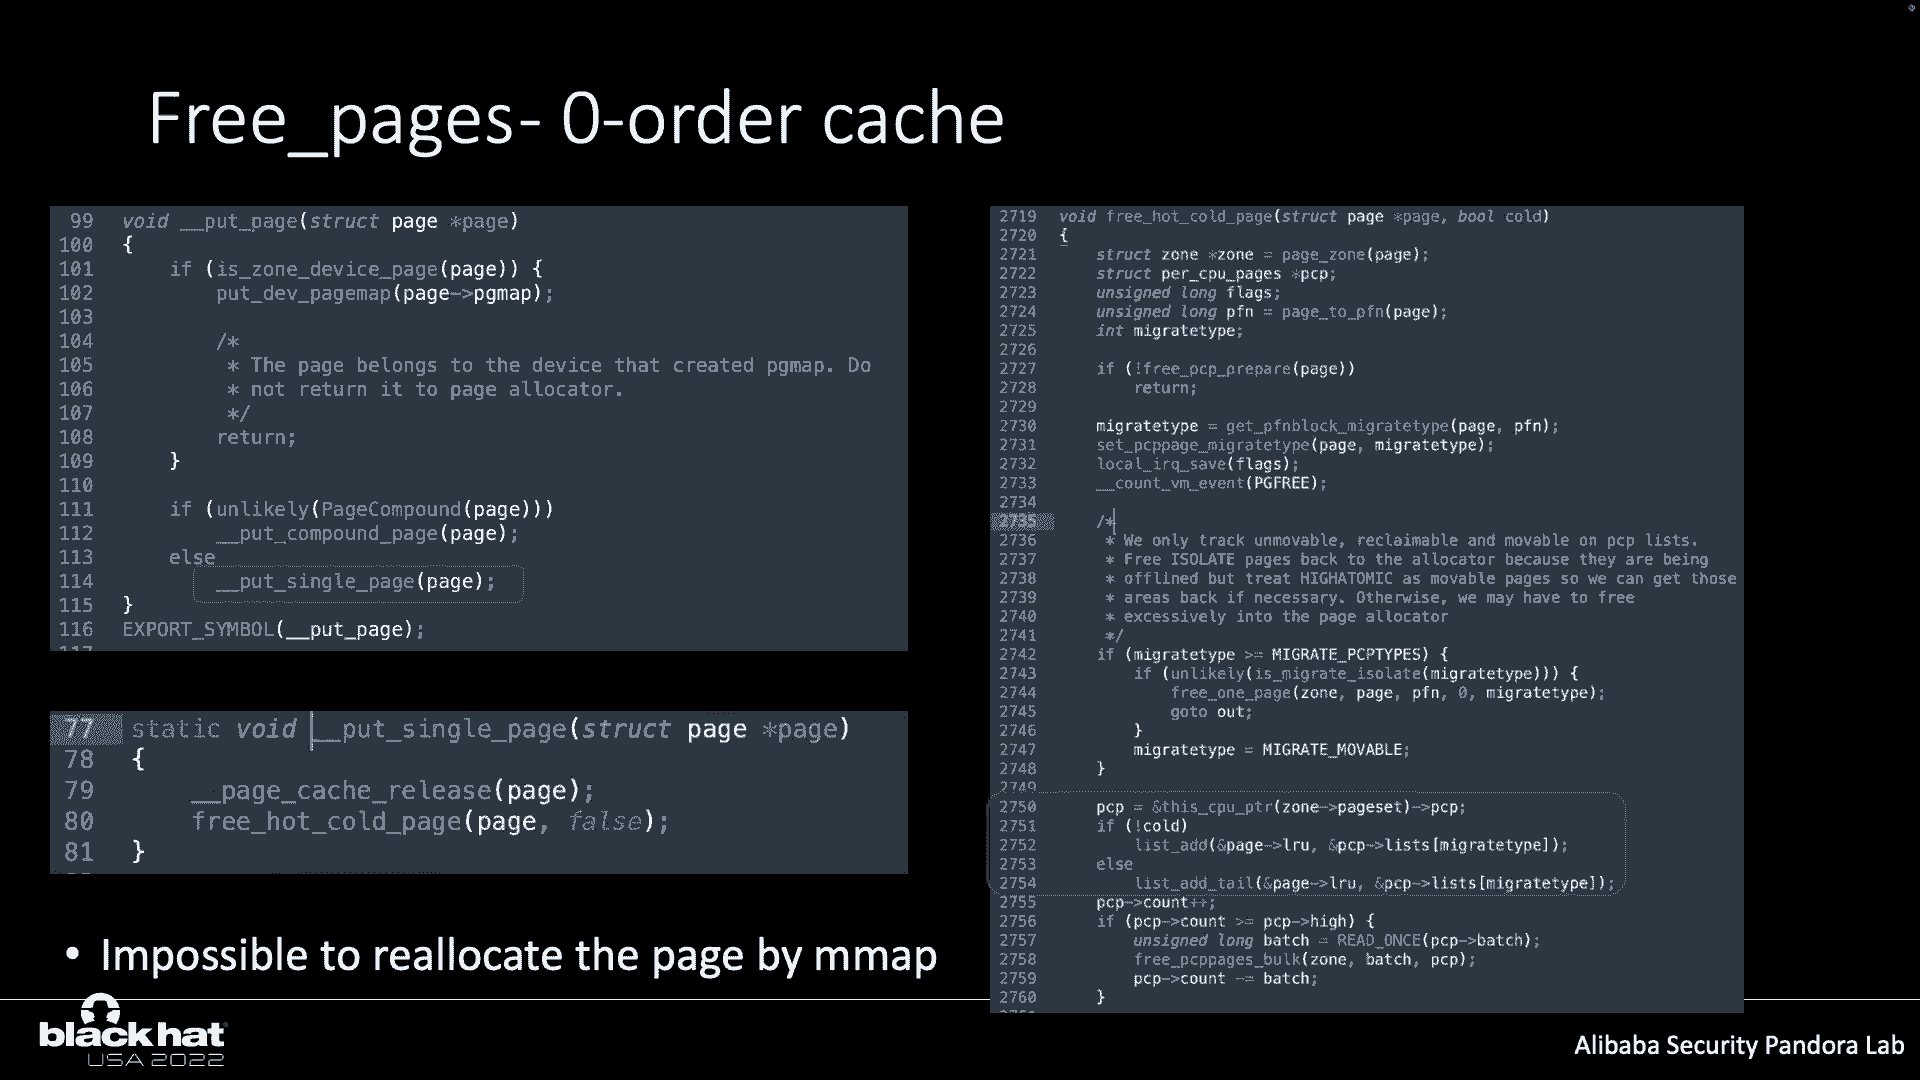 Free_pages- 0-order cache
99 void __put_page(struct page *page)
100 {
101 if (is_zone_device_page(page)) {
102 put_dev_pagemap(page->pgmap);
103
104 /*
105 * The page belongs to the device that created pgmap. Do
106 * not return it to page allocator.
107 */
108 return;
109 }
110
111 if (unlikely(PageCompound(page)))
112 __put_compound_page(page);
113 else
114 __put_single_page(page);
115 }
116 EXPORT_SYMBOL(__put_page);
77 static void __put_single_page(struct page *page)
78 {
79 __page_cache_release(page);
80 free_hot_cold_page(page, false);
81 }
• Impossible to reallocate the page by mmap
2719 void free_hot_cold_page(struct page *page, bool cold)
2720 {
2721 struct zone *zone = page_zone(page);
2722 struct per_cpu_pages *pcp;
2723 unsigned long flags;
2724 unsigned long pfn = page_to_pfn(page);
2725 int migratetype;
2726
2727 if (!free_pcp_prepare(page))
2728 return;
2729
2730 migratetype = get_pfnblock_migratetype(page, pfn);
2731 set_pcppage_migratetype(page, migratetype);
2732 local_irq_save(flags);
2733 __count_vm_event(PGFREE);
2734
2735 /*
2736 * We only track unmovable, reclaimable and movable on pcp lists.
2737 * Free ISOLATE pages back to the allocator because they are being
2738 * offlined but treat HIGHATOMIC as movable pages so we can get those
2739 * areas back if necessary. Otherwise, we may have to free
2740 * excessively into the page allocator
2741 */
2742 if (migratetype >= MIGRATE_PCPTYPES) {
2743 if (unlikely(is_migrate_isolate(migratetype))) {
2744 free_one_page(zone, page, pfn, 0, migratetype);
2745 goto out;
2746 }
2747 migratetype = MIGRATE_MOVABLE;
2748 }
2749
2750 pcp = &this_cpu_ptr(zone->pageset)->pcp;
2751 if (!cold)
2752 list_add(&page->lru, &pcp->lists[migratetype]);
2753 else
2754 list_add_tail(&page->lru, &pcp->lists[migratetype]);
2755 pcp->count++;
2756 if (pcp->count >= pcp->high) {
2757 unsigned long batch = READ_ONCE(pcp->batch);
2758 free_pcppages_bulk(zone, batch, pcp);
2759 pcp->count -= batch;
2760 }
black hat
USA 2022
Alibaba Security Pandora Lab